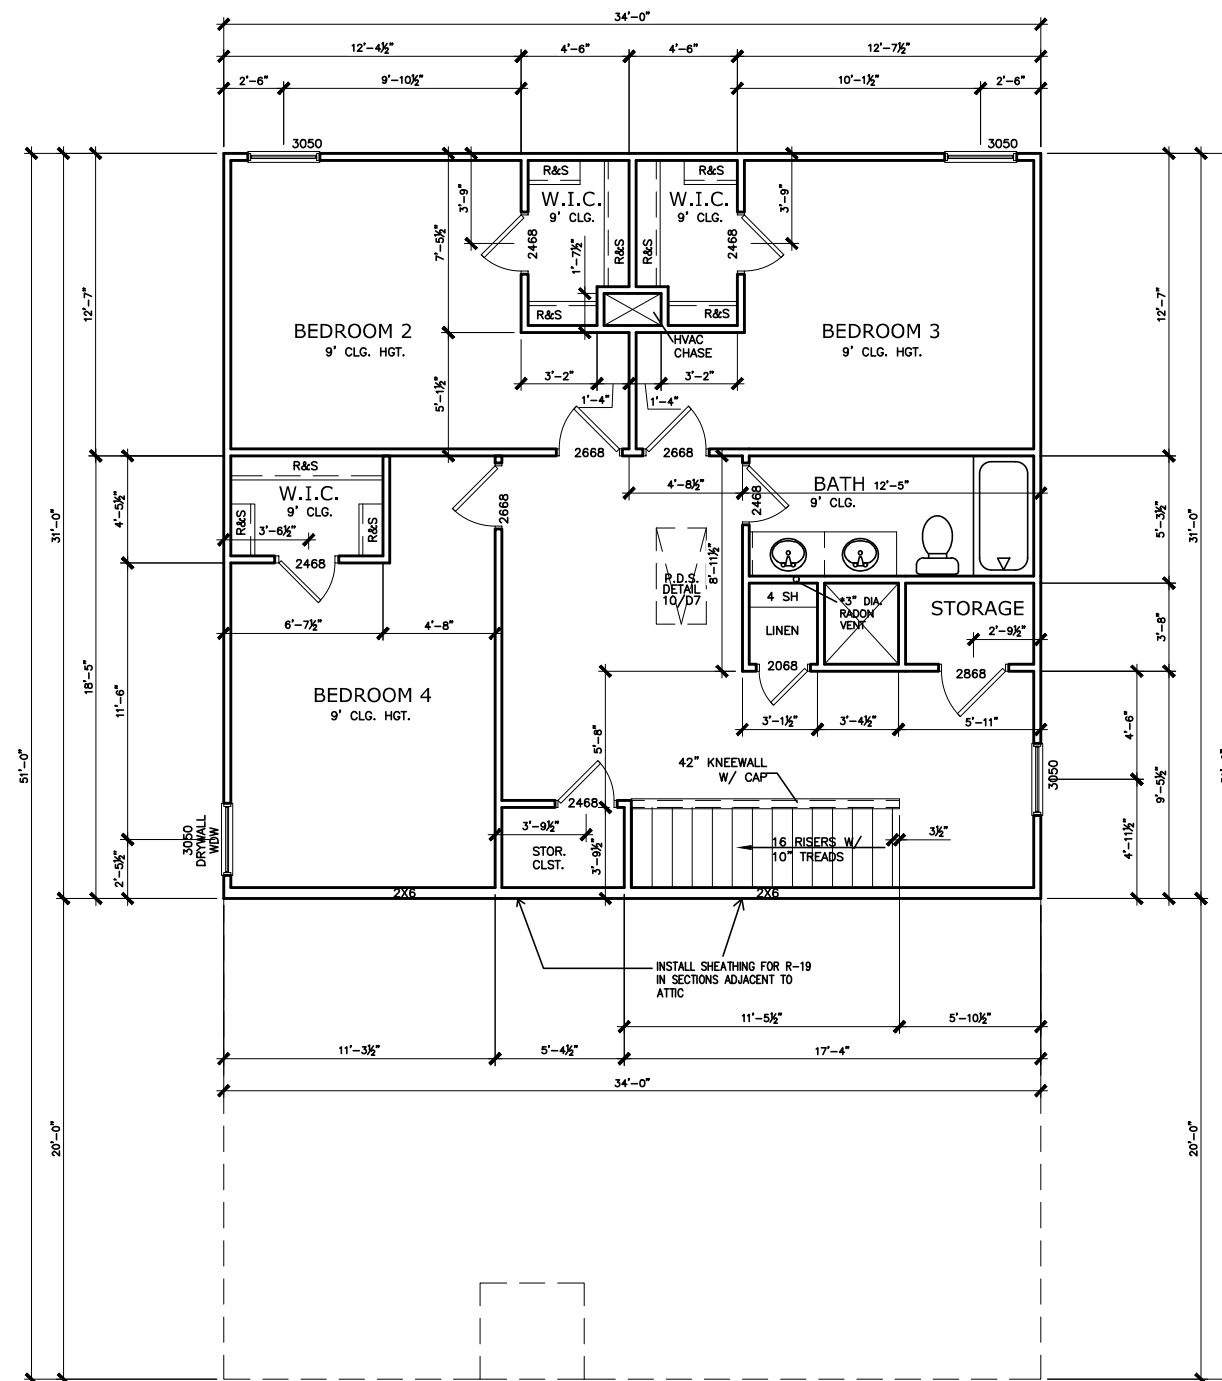 34'-0"
12'-4½"
4'-6"
4'-6"
12'-7½"
2'-6"
9'-10½"
10'-1½"
2'-6"
3050
3050
R&S
R&S
W.I.C.
9' CLG.
W.I.C.
9' CLG.
3'-9"
3'-9"
7'-5½"
2468
2468
R&S
R&S
1'-7½"
12'-7"
12'-7"
R&S
R&S
BEDROOM 2
9' CLG. HGT.
BEDROOM 3
9' CLG. HGT.
HVAC
CHASE
3'-2"
3'-2"
1'-4"
1'-4"
5'-1½"
2668
2668
R&S
W.I.C.
9' CLG.
R&S
R&S
3'-6½"
2468
4'-5½"
2668
4'-8½"
2468
BATH
12'-5"
9' CLG.
5'-3½"
31'-0"
31'-0"
8'-11½"
P.D.S.
DETAIL
10/D7
4 SH
LINEN
*3" DIA.
RADON
VENT
STORAGE
2'-9½"
3'-8"
6'-7½"
4'-8"
2068
2868
BEDROOM 4
9' CLG. HGT.
18'-5"
11'-6"
3'-1½"
3'-4½"
5'-11"
4'-6"
5'-8"
51'-0"
42" KNEEWALL
W/ CAP
3050
9'-5½"
2468
3'-9½"
3'-9½"
STOR.
CLST.
16 RISERS W/
10" TREADS
3½"
4'-11½"
3050
DRYWALL
WDW
2'-5½"
2X6
2X6
INSTALL SHEATHING FOR R-19
IN SECTIONS ADJACENT TO
ATTIC
11'-5½"
5'-10½"
11'-3½"
5'-4½"
17'-4"
34'-0"
20'-0"
20'-0"